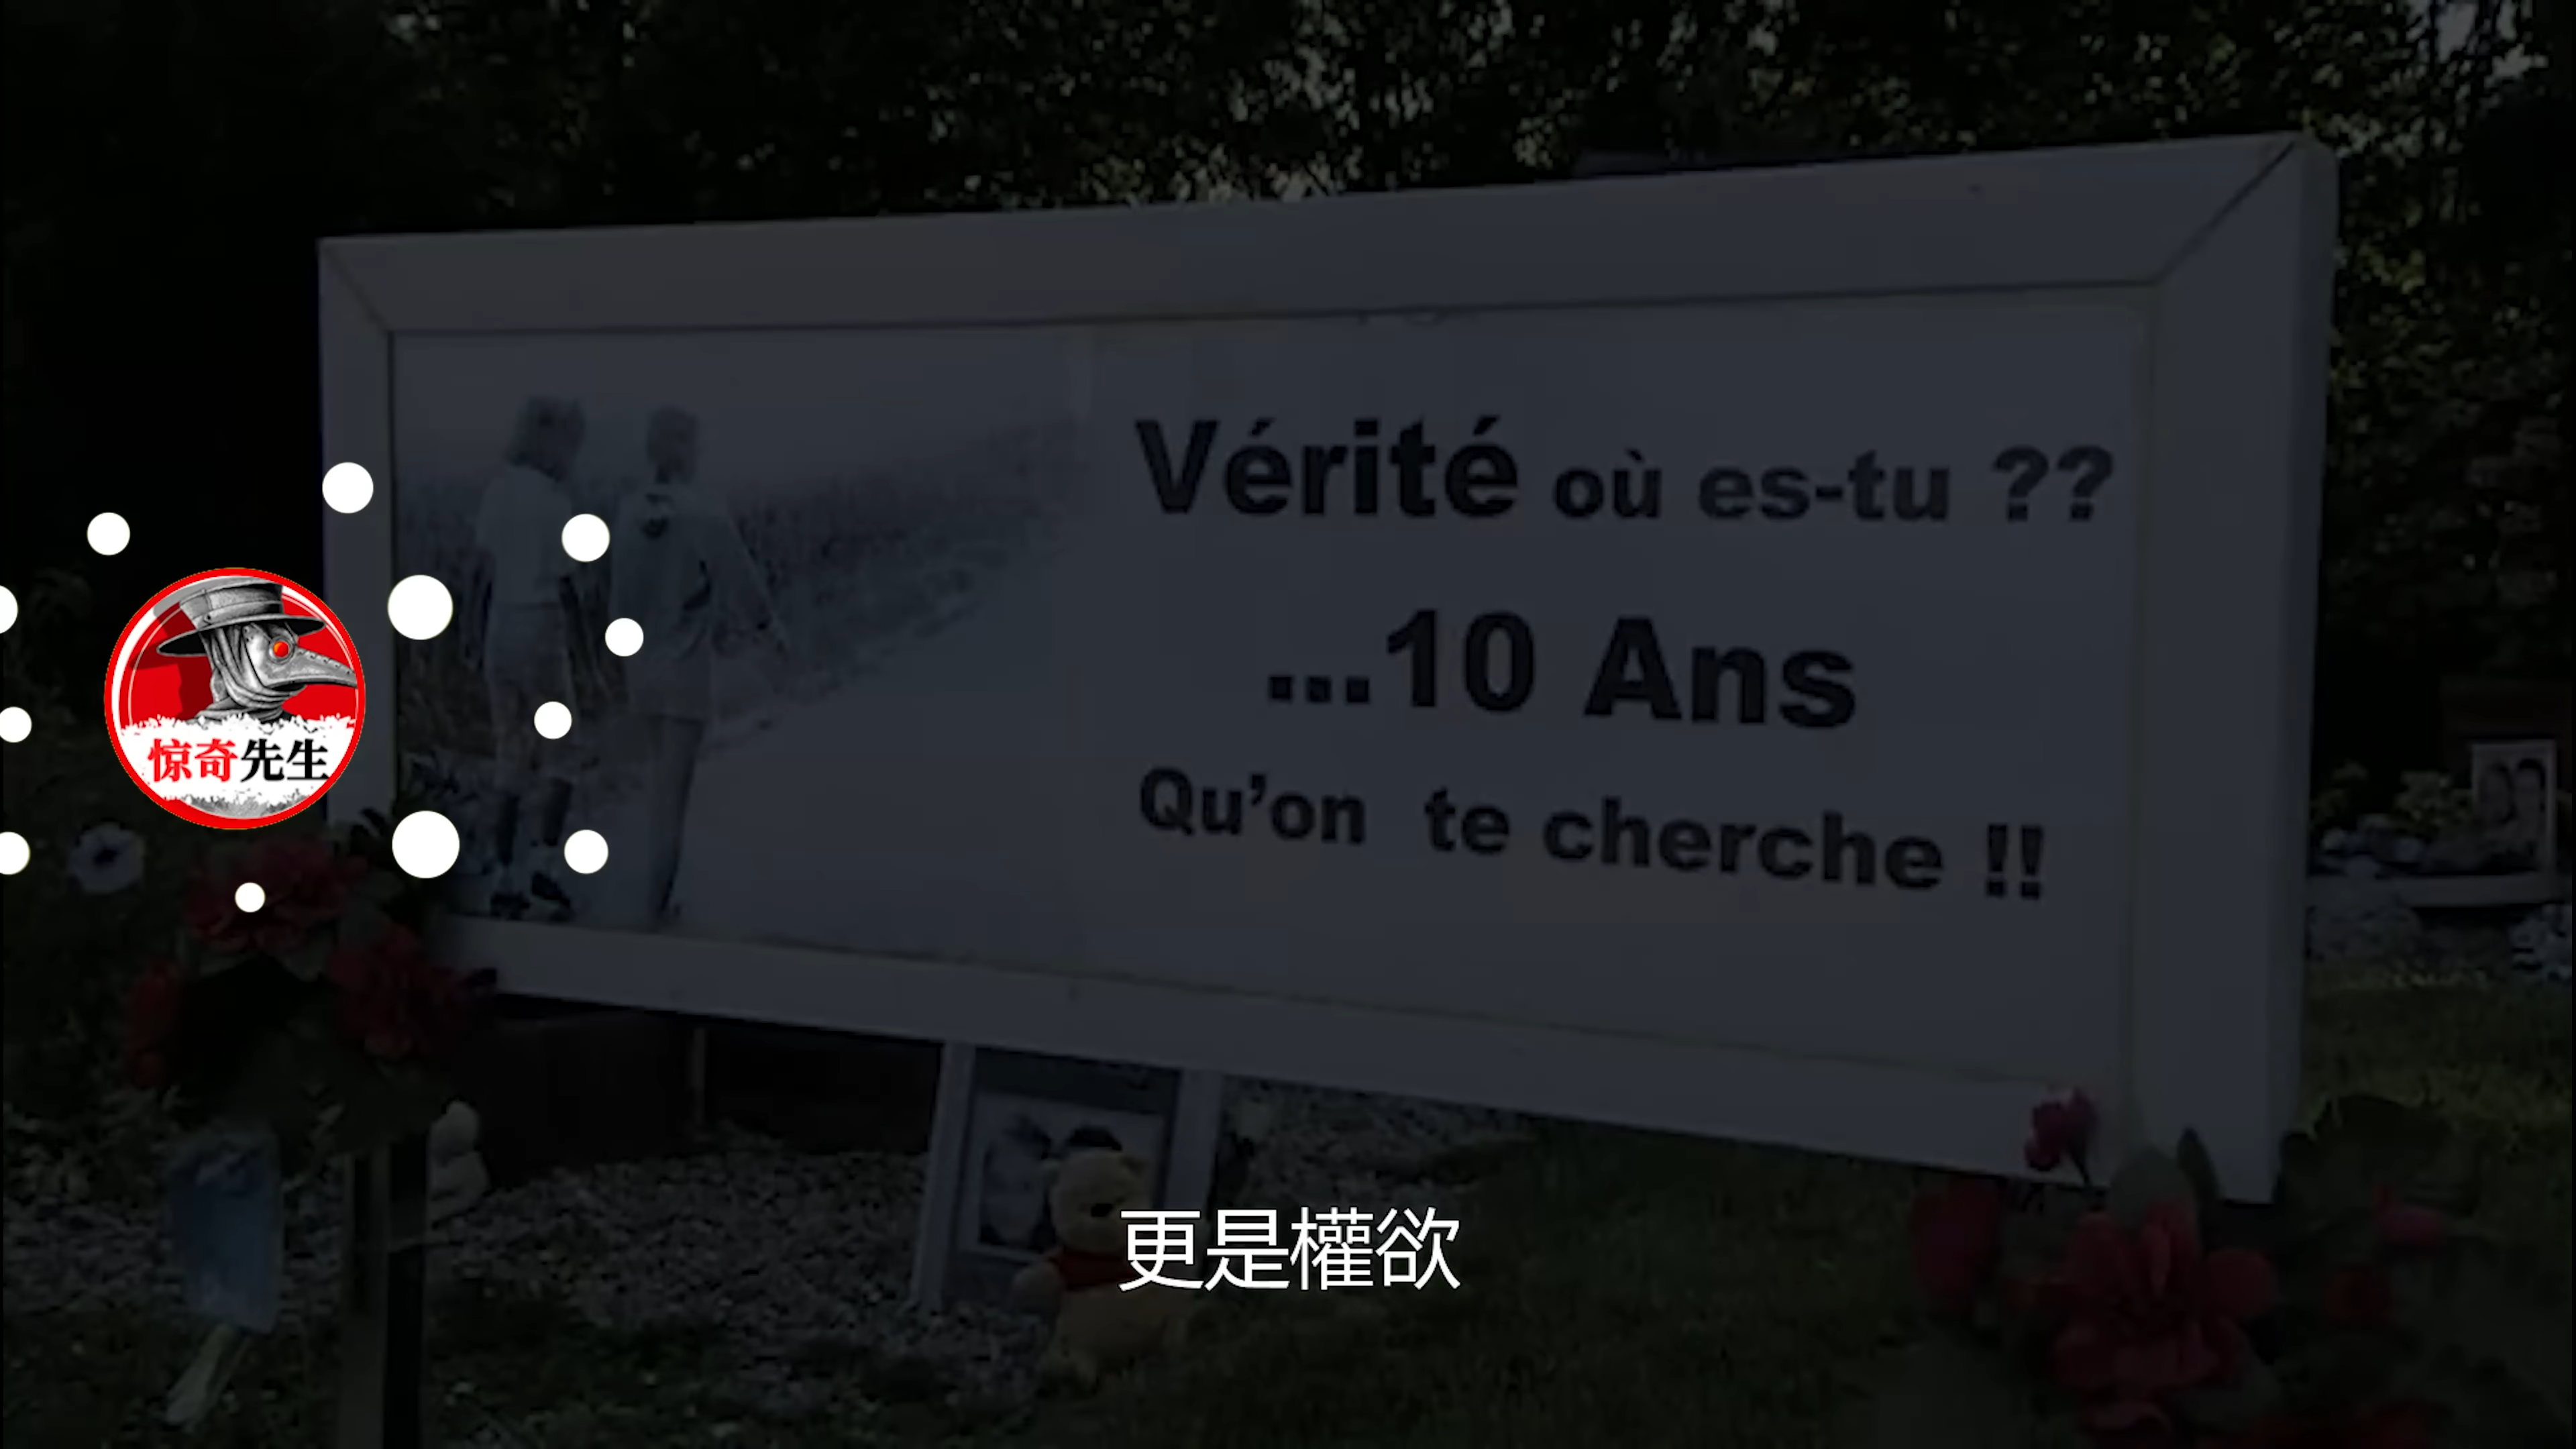 Vérité où es-tu ??
...10 Ans
Qu'on te cherche !!
惊奇先生
更是權欲